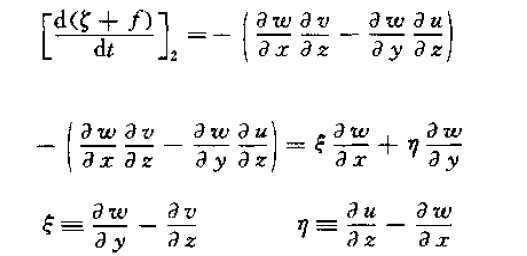 [d(ζ + f)/dt]₂ = − (∂w/∂x ∂v/∂z − ∂w/∂y ∂u/∂z)
− (∂w/∂x ∂v/∂z − ∂w/∂y ∂u/∂z) = ξ ∂w/∂x + η ∂w/∂y
ξ ≡ ∂w/∂y − ∂v/∂z η ≡ ∂u/∂z − ∂w/∂x